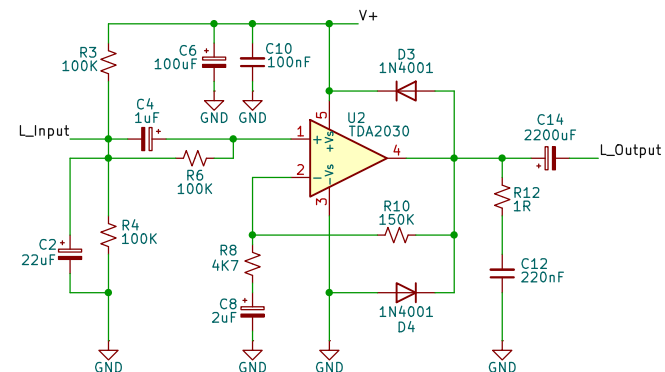 V+
R3
100K
C6
100uF
+
C10
100nF
GND
GND
D3
1N4001
C4
1uF
+
U2
TDA2030
5
+Vs
L_Input
1
+
4
C14
2200uF
+
L_Output
R6
100K
2
-
-Vs
3
R12
1R
R10
150K
R4
100K
C2
22uF
+
R8
4K7
C12
220nF
C8
2uF
+
1N4001
D4
GND
GND
GND
GND